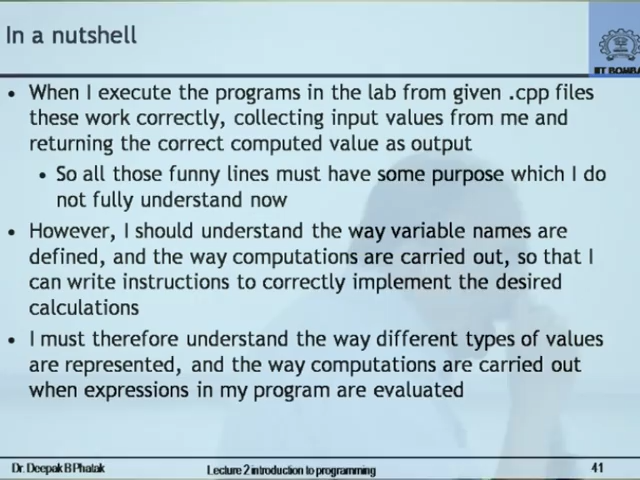 In a nutshell
IIT BOMBA
• When I execute the programs in the lab from given .cpp files
these work correctly, collecting input values from me and
returning the correct computed value as output
• So all those funny lines must have some purpose which I do
not fully understand now
• However, I should understand the way variable names are
defined, and the way computations are carried out, so that I
can write instructions to correctly implement the desired
calculations
• I must therefore understand the way different types of values
are represented, and the way computations are carried out
when expressions in my program are evaluated
Dr. Deepak B Phatak
Lecture 2 introduction to programming
41